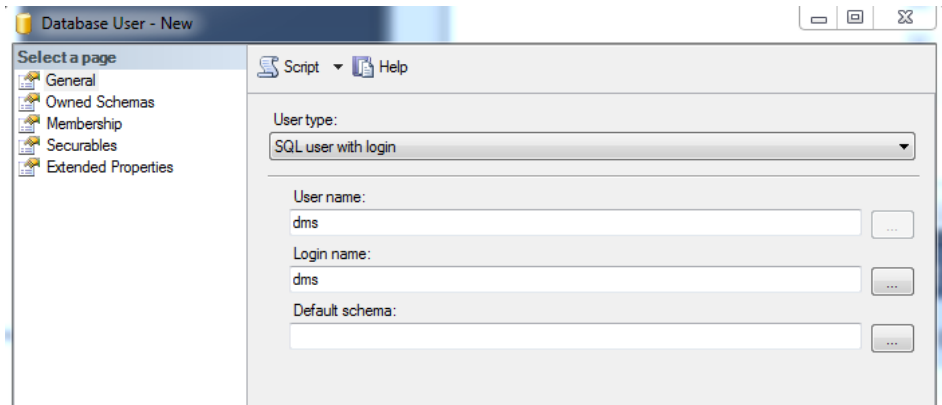 Database User - New
Select a page
General
Owned Schemas
Membership
Securables
Extended Properties
Script
Help
User type:
SQL user with login
User name:
dms
...
Login name:
dms
...
Default schema:
...